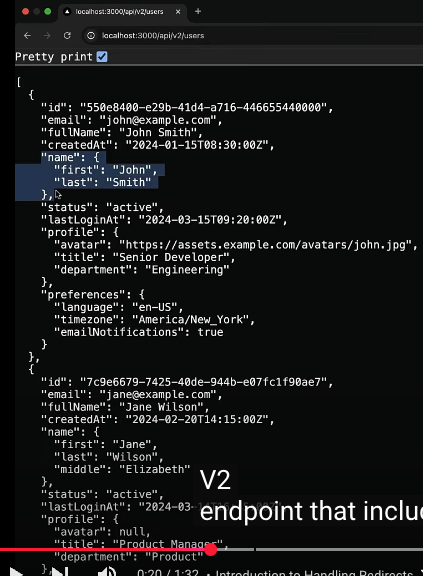 localhost:3000/api/v2/users
localhost:3000/api/v2/users
Pretty print
[
{
"id": "550e8400-e29b-41d4-a716-446655440000",
"email": "john@example.com",
"fullName": "John Smith",
"createdAt": "2024-01-15T08:30:00Z",
"name": {
"first": "John",
"last": "Smith"
},
"status": "active",
"lastLoginAt": "2024-03-15T09:20:00Z",
"profile": {
"avatar": "https://assets.example.com/avatars/john.jpg",
"title": "Senior Developer",
"department": "Engineering"
},
"preferences": {
"language": "en-US",
"timezone": "America/New_York",
"emailNotifications": true
}
},
{
"id": "7c9e6679-7425-40de-944b-e07fc1f90ae7",
"email": "jane@example.com",
"fullName": "Jane Wilson",
"createdAt": "2024-02-20T14:15:00Z",
"name": {
"first": "Jane",
"last": "Wilson",
"middle": "Elizabeth"
},
"status": "active",
"lastLoginAt": "2024-03-
"profile": {
"avatar": null,
"title": "Product Manager",
"department": "Product"
},
V2
endpoint that inclu
0:20 / 1:32 • Introduction to Handling Redirects